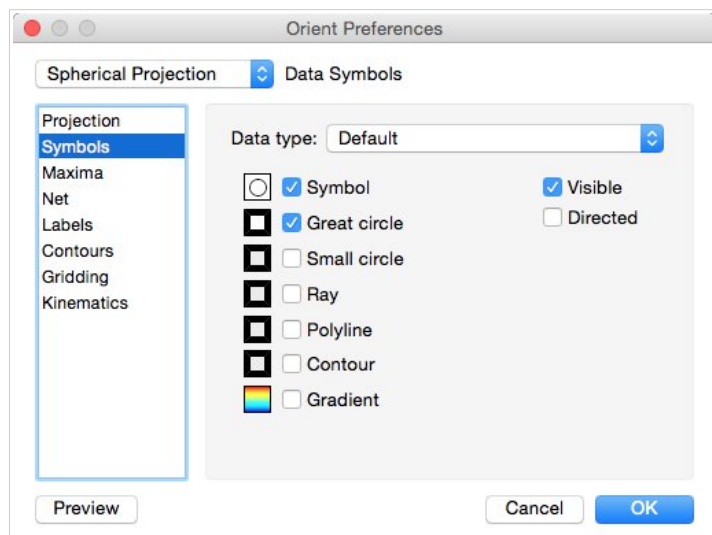 Orient Preferences
Spherical Projection Data Symbols
Projection
Symbols
Maxima
Net
Labels
Contours
Gridding
Kinematics
Data type: Default
Symbol Visible
Great circle Directed
Small circle
Ray
Polyline
Contour
Gradient
Preview Cancel OK